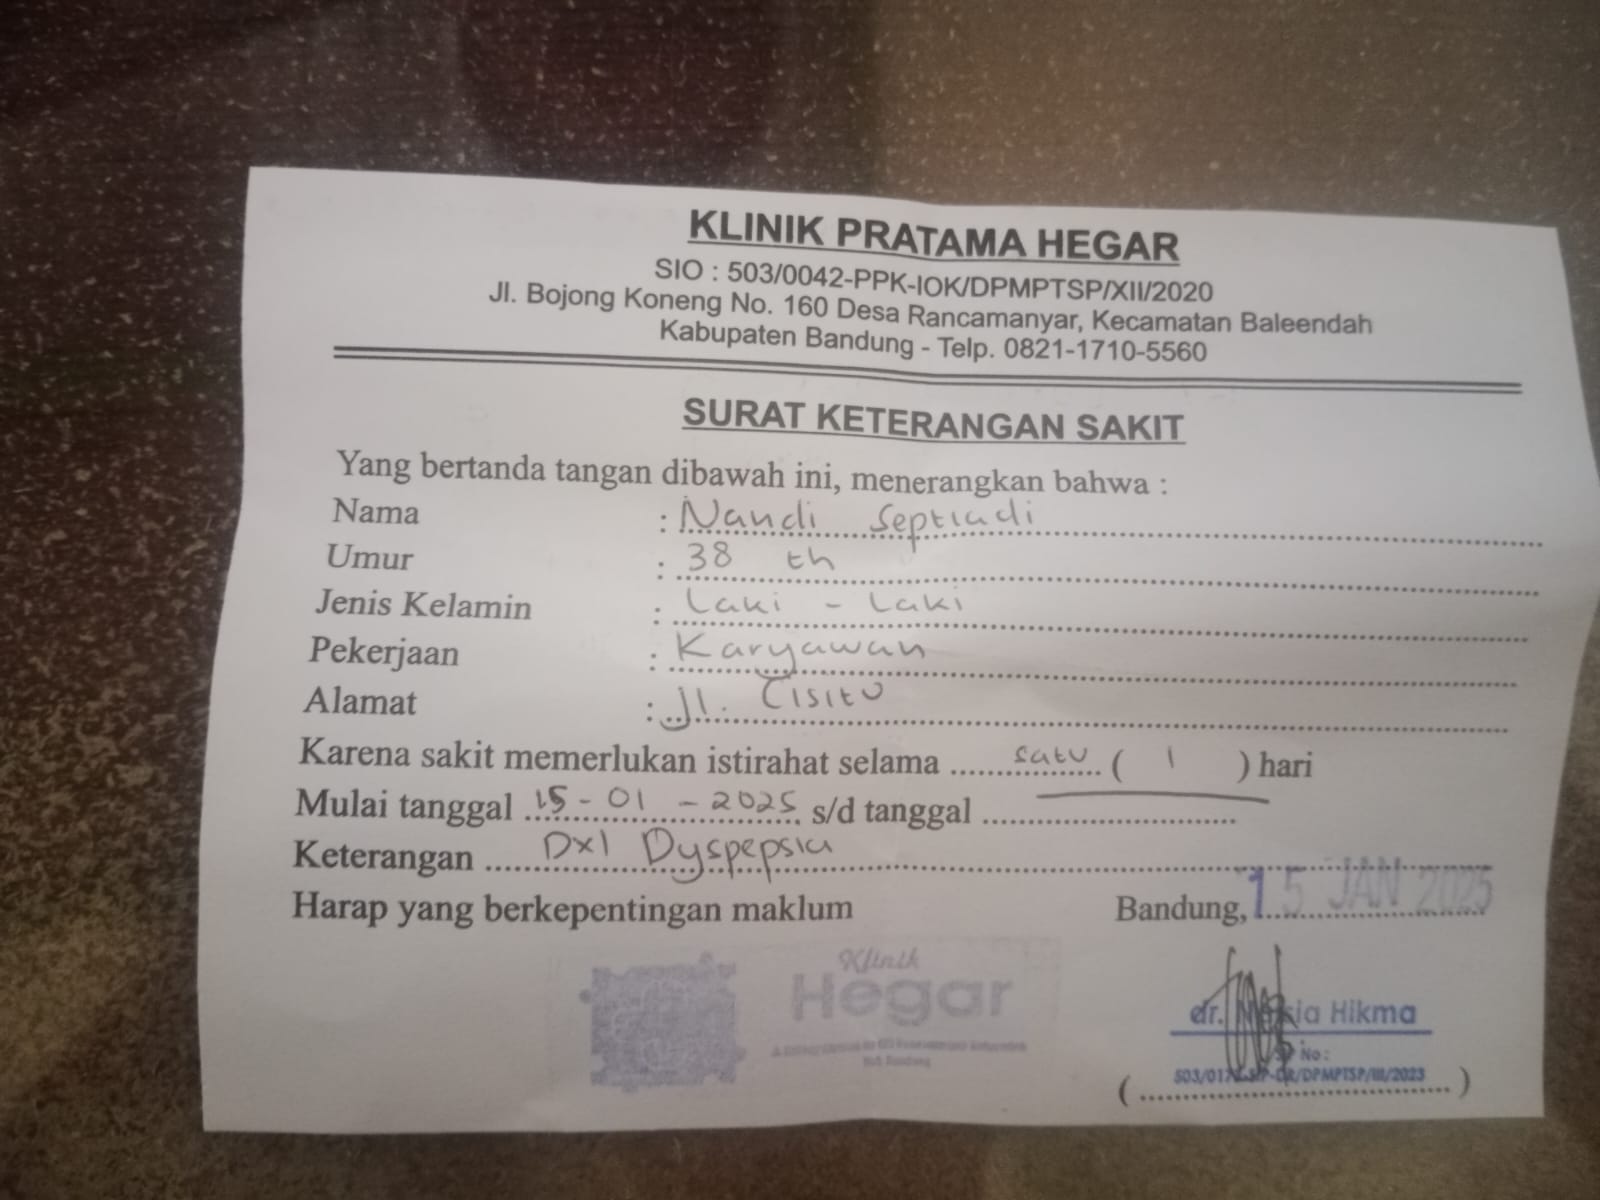 KLINIK PRATAMA HEGAR
SIO : 503/0042-PPK-IOK/DPMPTSP/XII/2020
Jl. Bojong Koneng No. 160 Desa Rancamanyar, Kecamatan Baleendah
Kabupaten Bandung - Telp. 0821-1710-5560
SURAT KETERANGAN SAKIT
Yang bertanda tangan dibawah ini, menerangkan bahwa :
Nama : Nandi Septiadi
Umur : 38 th
Jenis Kelamin : Laki - Laki
Pekerjaan : Karyawan
Alamat : Jl. Cisitu
Karena sakit memerlukan istirahat selama satu ( 1 ) hari
Mulai tanggal 15 - 01 - 2025 s/d tanggal
Keterangan Dx/ Dyspepsia
Harap yang berkepentingan maklum
Bandung, 15 JAN 2025
Klinik
Hegar
Kab. Bandung
dr. Hikma
No :